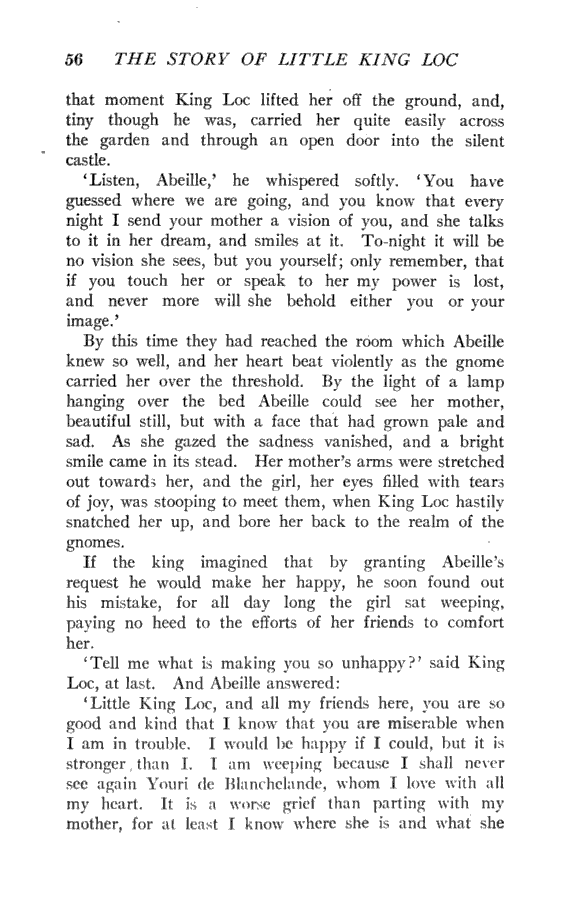 56 THE STORY OF LITTLE KING LOC
that moment King Loc lifted her off the ground, and,
tiny though he was, carried her quite easily across
the garden and through an open door into the silent
castle.
‘Listen, Abeille,’ he whispered softly. ‘You have
guessed where we are going, and you know that every
night I send your mother a vision of you, and she talks
to it in her dream, and smiles at it. To-night it will be
no vision she sees, but you yourself; only remember, that
if you touch her or speak to her my power is lost,
and never more will she behold either you or your
image.’
By this time they had reached the room which Abeille
knew so well, and her heart beat violently as the gnome
carried her over the threshold. By the light of a lamp
hanging over the bed Abeille could see her mother,
beautiful still, but with a face that had grown pale and
sad. As she gazed the sadness vanished, and a bright
smile came in its stead. Her mother’s arms were stretched
out towards her, and the girl, her eyes filled with tears
of joy, was stooping to meet them, when King Loc hastily
snatched her up, and bore her back to the realm of the
gnomes.
If the king imagined that by granting Abeille’s
request he would make her happy, he soon found out
his mistake, for all day long the girl sat weeping,
paying no heed to the efforts of her friends to comfort
her.
‘Tell me what is making you so unhappy?’ said King
Loc, at last. And Abeille answered:
‘Little King Loc, and all my friends here, you are so
good and kind that I know that you are miserable when
I am in trouble. I would be happy if I could, but it is
stronger than I. I am weeping because I shall never
see again Youri de Blanchelande, whom I love with all
my heart. It is a worse grief than parting with my
mother, for at least I know where she is and what she